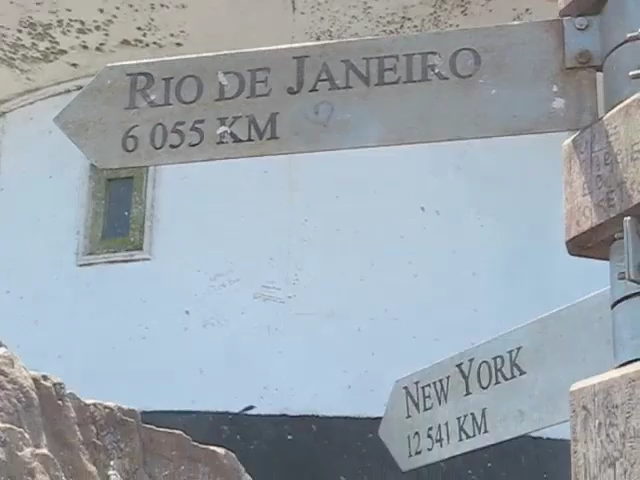 RIO DE JANEIRO
6 055 KM
NEW YORK
12 541 KM